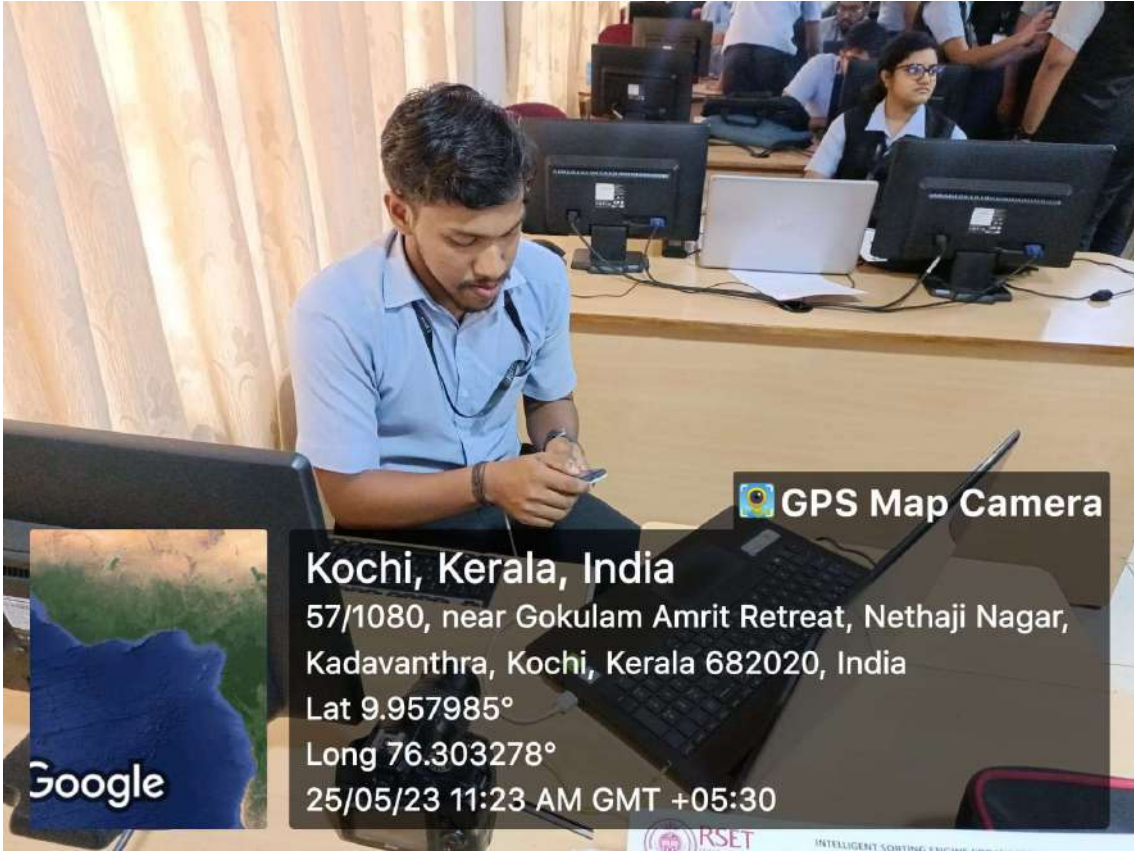 GPS Map Camera
Kochi, Kerala, India
57/1080, near Gokulam Amrit Retreat, Nethaji Nagar,
Kadavanthra, Kochi, Kerala 682020, India
Lat 9.957985°
Long 76.303278°
25/05/23 11:23 AM GMT +05:30
Google
RSET
INTELLIGENT SORTING ENGINE